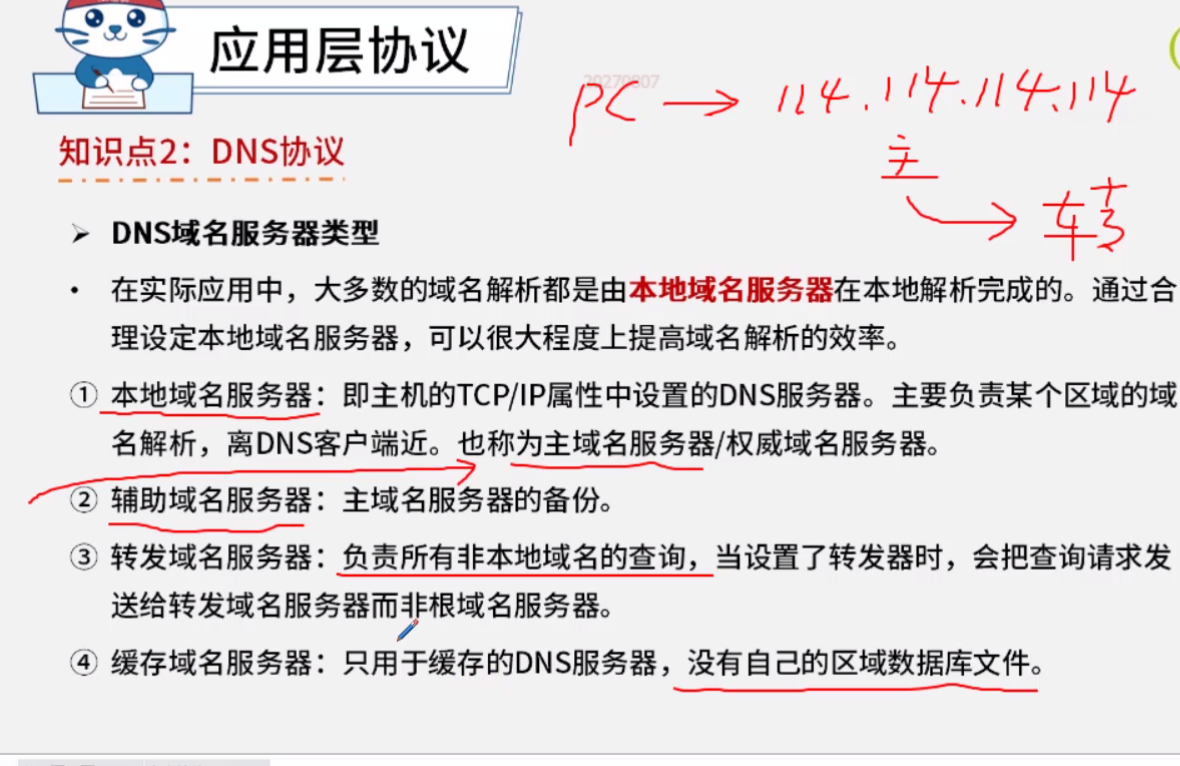 应用层协议
20270807
PC → 114.114.114.114
主
→ 转
知识点2：DNS协议
➢ DNS域名服务器类型
• 在实际应用中，大多数的域名解析都是由本地域名服务器在本地解析完成的。通过合
理设定本地域名服务器，可以很大程度上提高域名解析的效率。
① 本地域名服务器：即主机的TCP/IP属性中设置的DNS服务器。主要负责某个区域的域
名解析，离DNS客户端近。也称为主域名服务器/权威域名服务器。
② 辅助域名服务器：主域名服务器的备份。
③ 转发域名服务器：负责所有非本地域名的查询，当设置了转发器时，会把查询请求发
送给转发域名服务器而非根域名服务器。
④ 缓存域名服务器：只用于缓存的DNS服务器，没有自己的区域数据库文件。